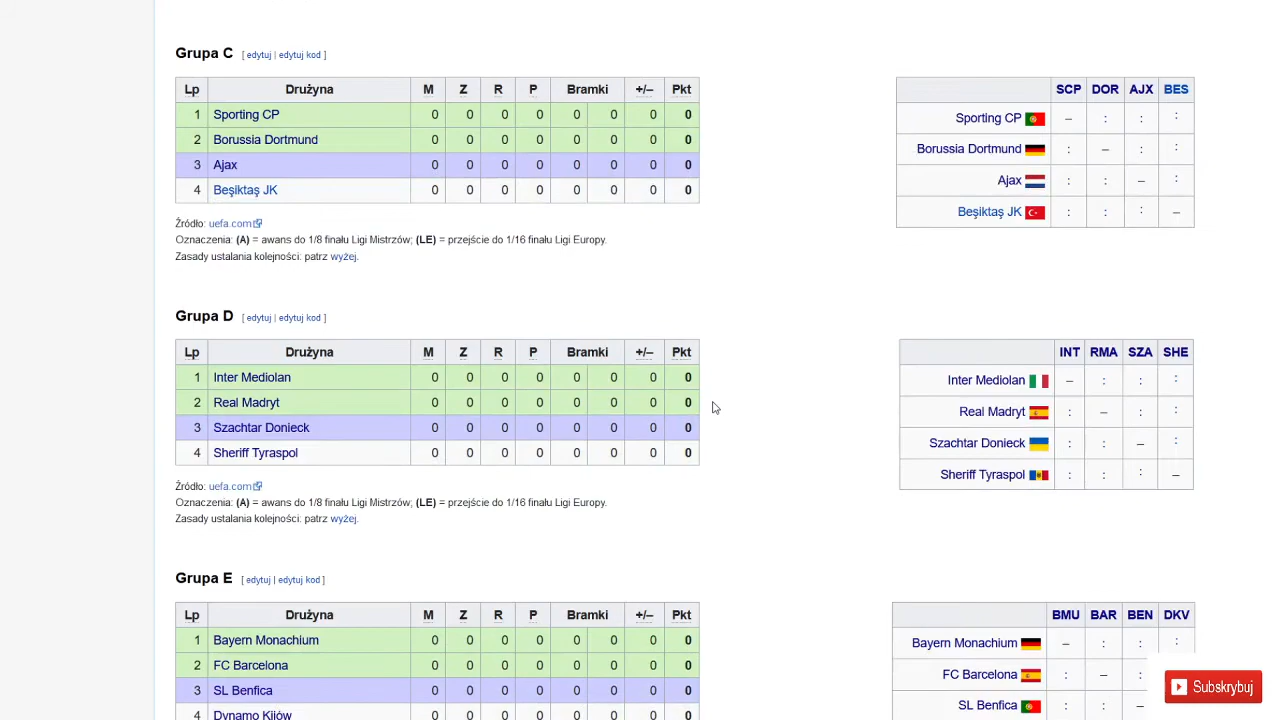 Grupa C [ edytuj | edytuj kod ]
Lp Drużyna M Z R P Bramki +/– Pkt
1 Sporting CP 0 0 0 0 0 0 0 0
2 Borussia Dortmund 0 0 0 0 0 0 0 0
3 Ajax 0 0 0 0 0 0 0 0
4 Beşiktaş JK 0 0 0 0 0 0 0 0
SCP DOR AJX BES
Sporting CP – : : :
Borussia Dortmund : – : :
Ajax : : – :
Beşiktaş JK : : : –
Źródło: uefa.com
Oznaczenia: (A) = awans do 1/8 finału Ligi Mistrzów; (LE) = przejście do 1/16 finału Ligi Europy.
Zasady ustalania kolejności: patrz wyżej.
Grupa D [ edytuj | edytuj kod ]
Lp Drużyna M Z R P Bramki +/– Pkt
1 Inter Mediolan 0 0 0 0 0 0 0 0
2 Real Madryt 0 0 0 0 0 0 0 0
3 Szachtar Donieck 0 0 0 0 0 0 0 0
4 Sheriff Tyraspol 0 0 0 0 0 0 0 0
INT RMA SZA SHE
Inter Mediolan – : : :
Real Madryt : – : :
Szachtar Donieck : : – :
Sheriff Tyraspol : : : –
Źródło: uefa.com
Oznaczenia: (A) = awans do 1/8 finału Ligi Mistrzów; (LE) = przejście do 1/16 finału Ligi Europy.
Zasady ustalania kolejności: patrz wyżej.
Grupa E [ edytuj | edytuj kod ]
Lp Drużyna M Z R P Bramki +/– Pkt
1 Bayern Monachium 0 0 0 0 0 0 0 0
2 FC Barcelona 0 0 0 0 0 0 0 0
3 SL Benfica 0 0 0 0 0 0 0 0
4 Dynamo Kijów 0 0 0 0 0 0 0 0
BMU BAR BEN DKV
Bayern Monachium – : : :
FC Barcelona : – :
SL Benfica : : –
Subskrybuj